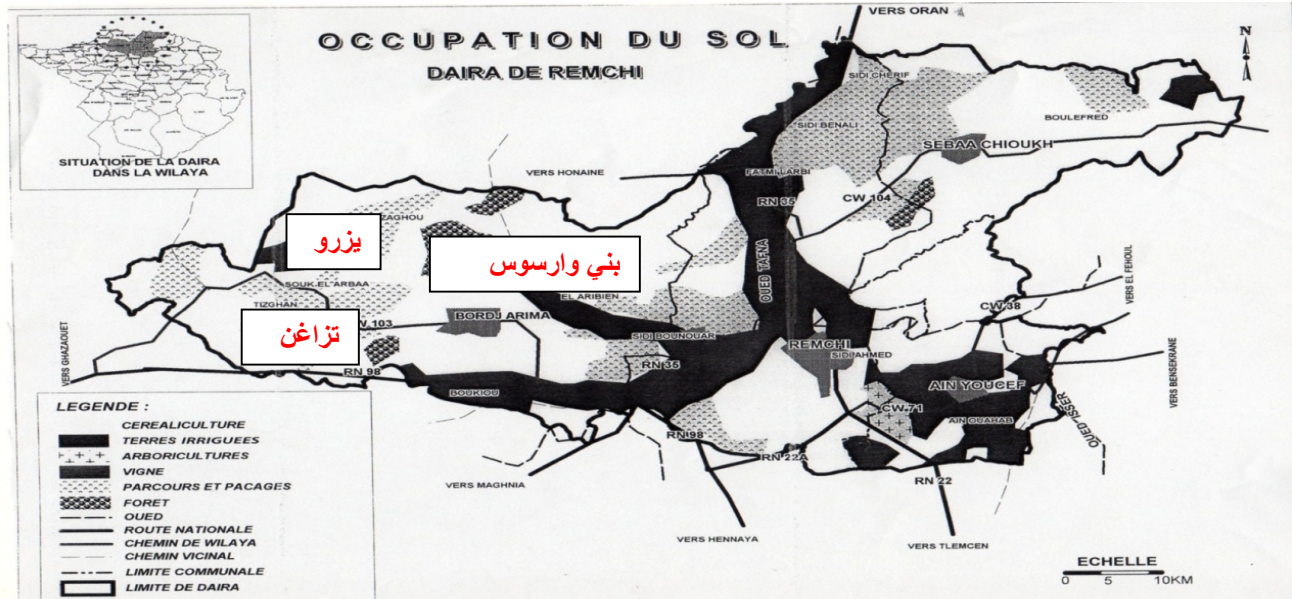 OCCUPATION DU SOL
DAIRA DE REMCHI
SITUATION DE LA DAIRA
DANS LA WILAYA
VERS ORAN
N
SIDI CHERIF
SIDI BENALI
BOULEFRED
SEBAA CHIOUKH
VERS HONAINE
FATMI LARBI
RN 35
CW 104
ZAGHOU
يزرو
بني وارسوس
OUED TAFNA
SOUK EL ARBAA
TIZGHAN
EL ARIBIEN
VERS EL FEHOUL
CW 38
تزاغن
CW 103
BORDJ ARIMA
SIDI BOUNOUAR
REMCHI
SIDI AHMED
VERS GHAZAOUET
RN 98
RN 35
VERS BENSEKRANE
BOUKIOU
AIN YOUCEF
CW 71
AIN OUAHAB
OUED ISSER
RN 98
RN 22A
RN 22
VERS MAGHNIA
VERS HENNAYA
VERS TLEMCEN
LEGENDE :
CEREALICULTURE
TERRES IRRIGUEES
ARBORICULTURES
VIGNE
PARCOURS ET PACAGES
FORET
OUED
ROUTE NATIONALE
CHEMIN DE WILAYA
CHEMIN VICINAL
LIMITE COMMUNALE
LIMITE DE DAIRA
ECHELLE
0 5 10KM